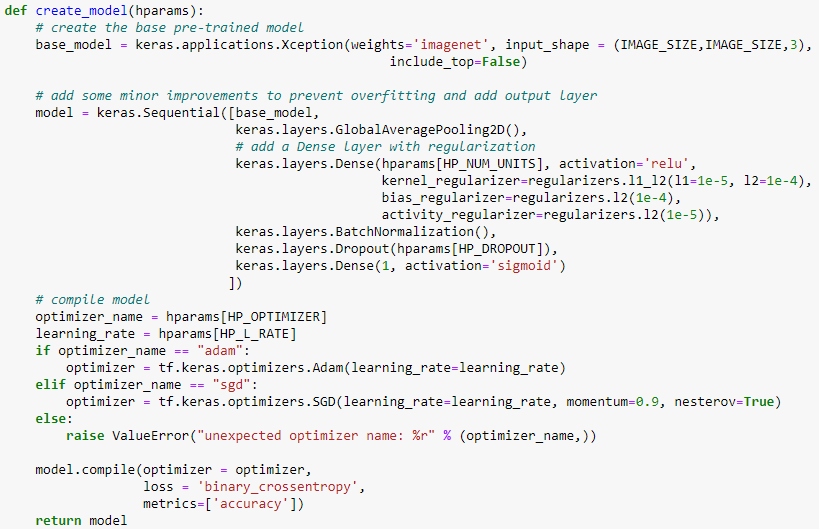 def create_model(hparams):
    # create the base pre-trained model
    base_model = keras.applications.Xception(weights='imagenet', input_shape = (IMAGE_SIZE,IMAGE_SIZE,3),
                                              include_top=False)

    # add some minor improvements to prevent overfitting and add output layer
    model = keras.Sequential([base_model,
                              keras.layers.GlobalAveragePooling2D(),
                              # add a Dense layer with regularization
                              keras.layers.Dense(hparams[HP_NUM_UNITS], activation='relu',
                                                 kernel_regularizer=regularizers.l1_l2(l1=1e-5, l2=1e-4),
                                                 bias_regularizer=regularizers.l2(1e-4),
                                                 activity_regularizer=regularizers.l2(1e-5)),
                              keras.layers.BatchNormalization(),
                              keras.layers.Dropout(hparams[HP_DROPOUT]),
                              keras.layers.Dense(1, activation='sigmoid')
                             ])
    # compile model
    optimizer_name = hparams[HP_OPTIMIZER]
    learning_rate = hparams[HP_L_RATE]
    if optimizer_name == "adam":
        optimizer = tf.keras.optimizers.Adam(learning_rate=learning_rate)
    elif optimizer_name == "sgd":
        optimizer = tf.keras.optimizers.SGD(learning_rate=learning_rate, momentum=0.9, nesterov=True)
    else:
        raise ValueError("unexpected optimizer name: %r" % (optimizer_name,))

    model.compile(optimizer = optimizer,
                  loss = 'binary_crossentropy',
                  metrics=['accuracy'])
    return model